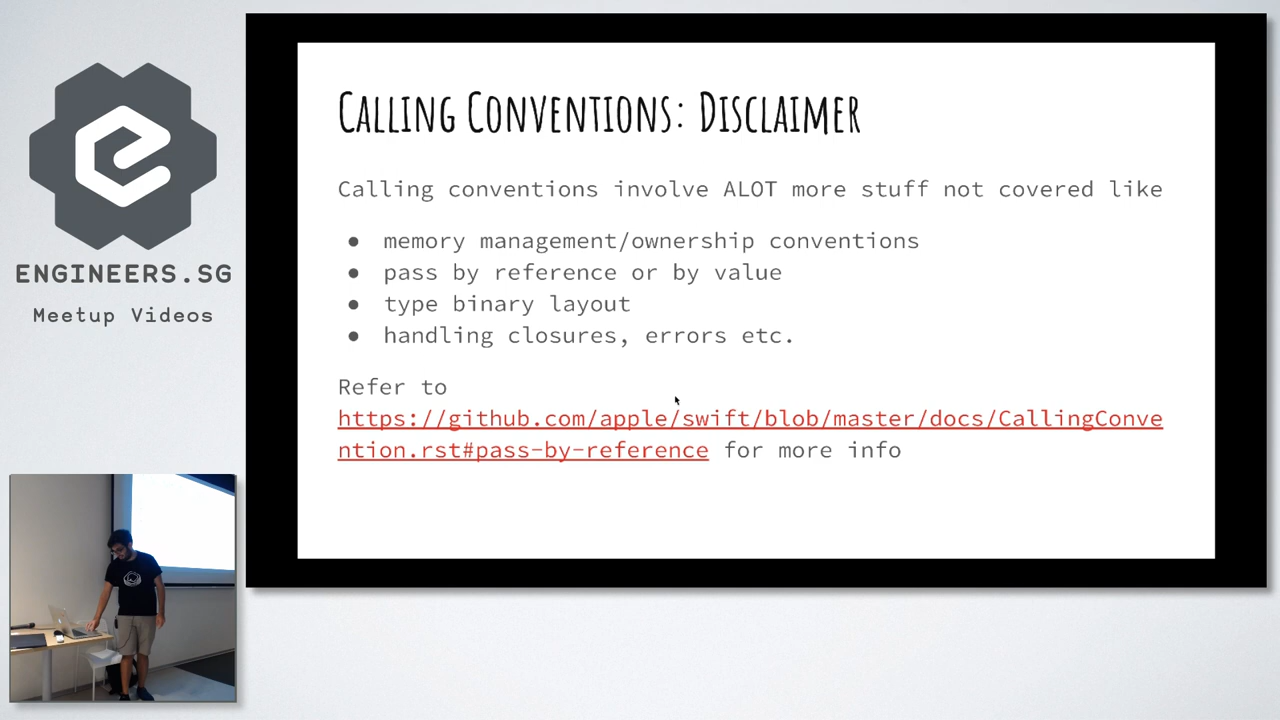 ENGINEERS.SG
Meetup Videos
CALLING CONVENTIONS: DISCLAIMER
Calling conventions involve ALOT more stuff not covered like
● memory management/ownership conventions
● pass by reference or by value
● type binary layout
● handling closures, errors etc.
Refer to
https://github.com/apple/swift/blob/master/docs/CallingConve
ntion.rst#pass-by-reference for more info